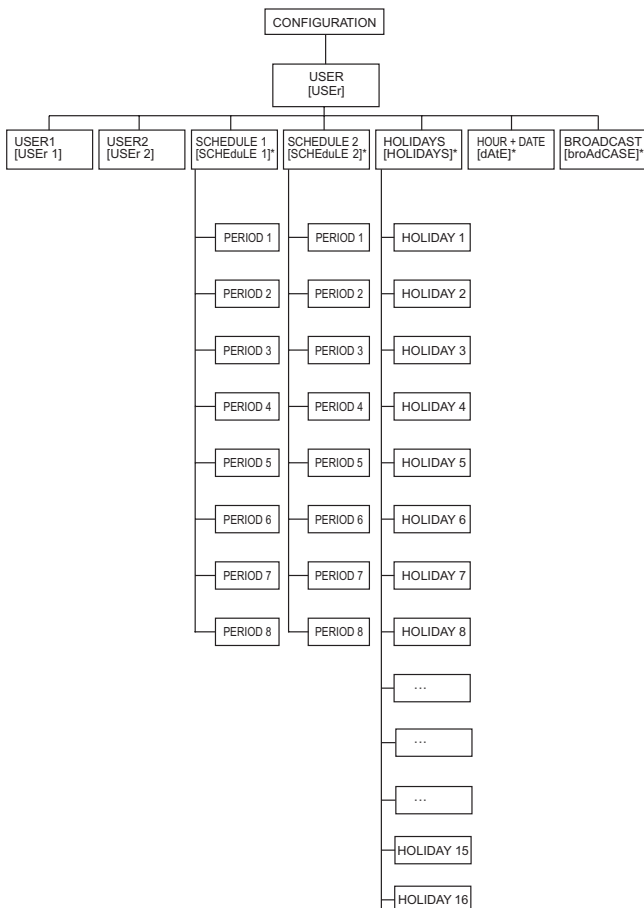 CONFIGURATION
USER
[USEr]
USER1
[USEr 1]
USER2
[USEr 2]
SCHEDULE 1
[SCHEduLE 1]*
SCHEDULE 2
[SCHEduLE 2]*
HOLIDAYS
[HOLIDAYS]*
HOUR + DATE
[dAtE]*
BROADCAST
[broAdCASE]*
PERIOD 1
PERIOD 1
HOLIDAY 1
PERIOD 2
PERIOD 2
HOLIDAY 2
PERIOD 3
PERIOD 3
HOLIDAY 3
PERIOD 4
PERIOD 4
HOLIDAY 4
PERIOD 5
PERIOD 5
HOLIDAY 5
PERIOD 6
PERIOD 6
HOLIDAY 6
PERIOD 7
PERIOD 7
HOLIDAY 7
PERIOD 8
PERIOD 8
HOLIDAY 8
...
...
...
HOLIDAY 15
HOLIDAY 16